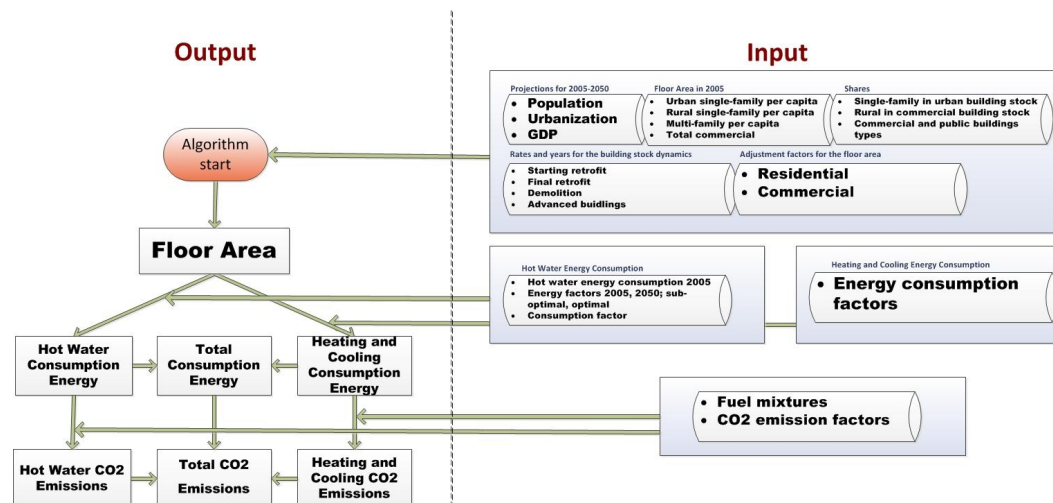 Output
Input
Projections for 2005-2050
• Population
• Urbanization
• GDP
Floor Area in 2005
• Urban single-family per capita
• Rural single-family per capita
• Multi-family per capita
• Total commercial
Shares
• Single-family in urban building stock
• Rural in commercial building stock
• Commercial and public buildings
types
Rates and years for the building stock dynamics
• Starting retrofit
• Final retrofit
• Demolition
• Advanced buidlings
Adjustment factors for the floor area
• Residential
• Commercial
Algorithm
start
Floor Area
Hot Water Energy Consumption
• Hot water energy consumption 2005
• Energy factors 2005, 2050; sub-
optimal, optimal
• Consumption factor
Heating and Cooling Energy Consumption
• Energy consumption
factors
Hot Water
Consumption
Energy
Total
Consumption
Energy
Heating and
Cooling
Consumption
Energy
• Fuel mixtures
• CO2 emission factors
Hot Water CO2
Emissions
Total CO2
Emissions
Heating and
Cooling CO2
Emissions